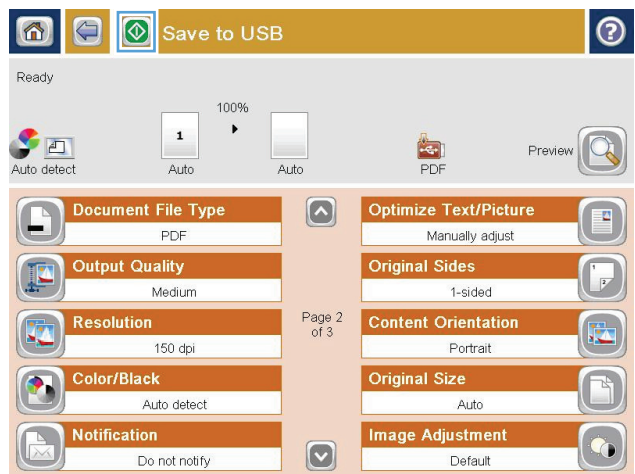 Save to USB
?
Ready
100%
1
Auto detect
Auto
Auto
PDF
Preview
Document File Type
PDF
Optimize Text/Picture
Manually adjust
Output Quality
Medium
Original Sides
1-sided
1
2
Resolution
150 dpi
Page 2
of 3
Content Orientation
Portrait
Color/Black
Auto detect
Original Size
Auto
Notification
Do not notify
Image Adjustment
Default